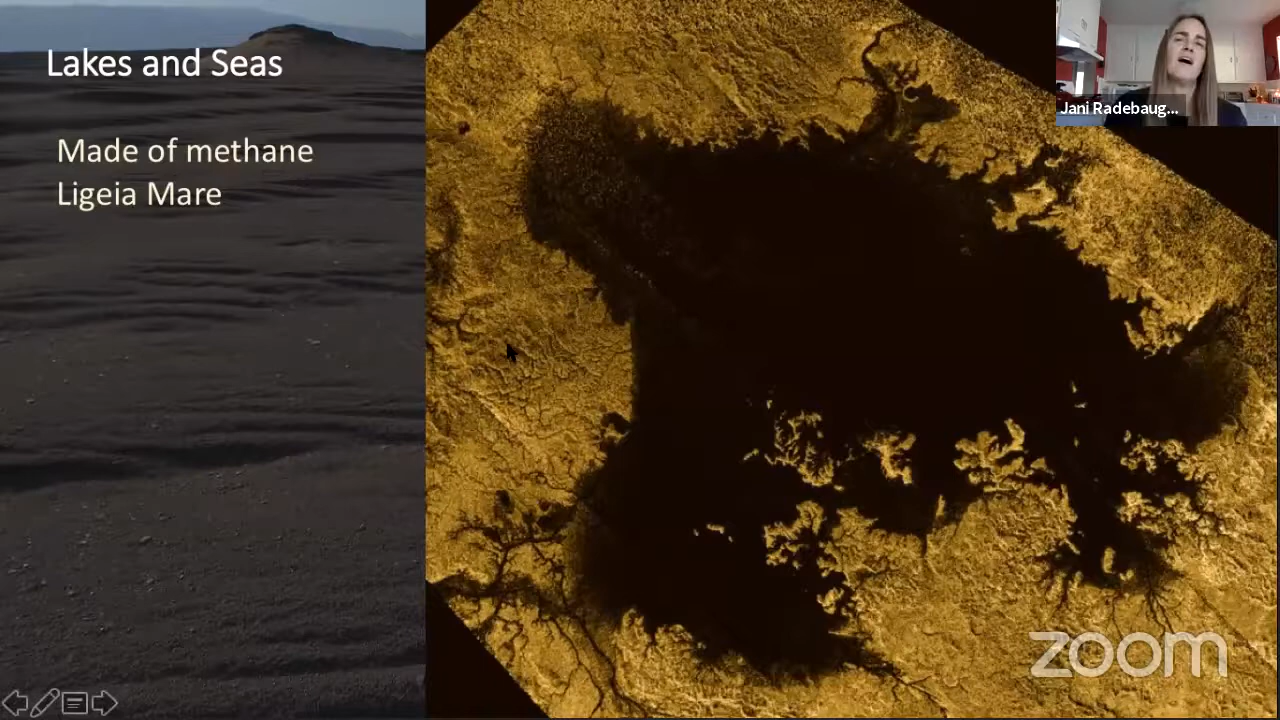 Lakes and Seas
Made of methane
Ligeia Mare
Jani Radebaug...
zoom